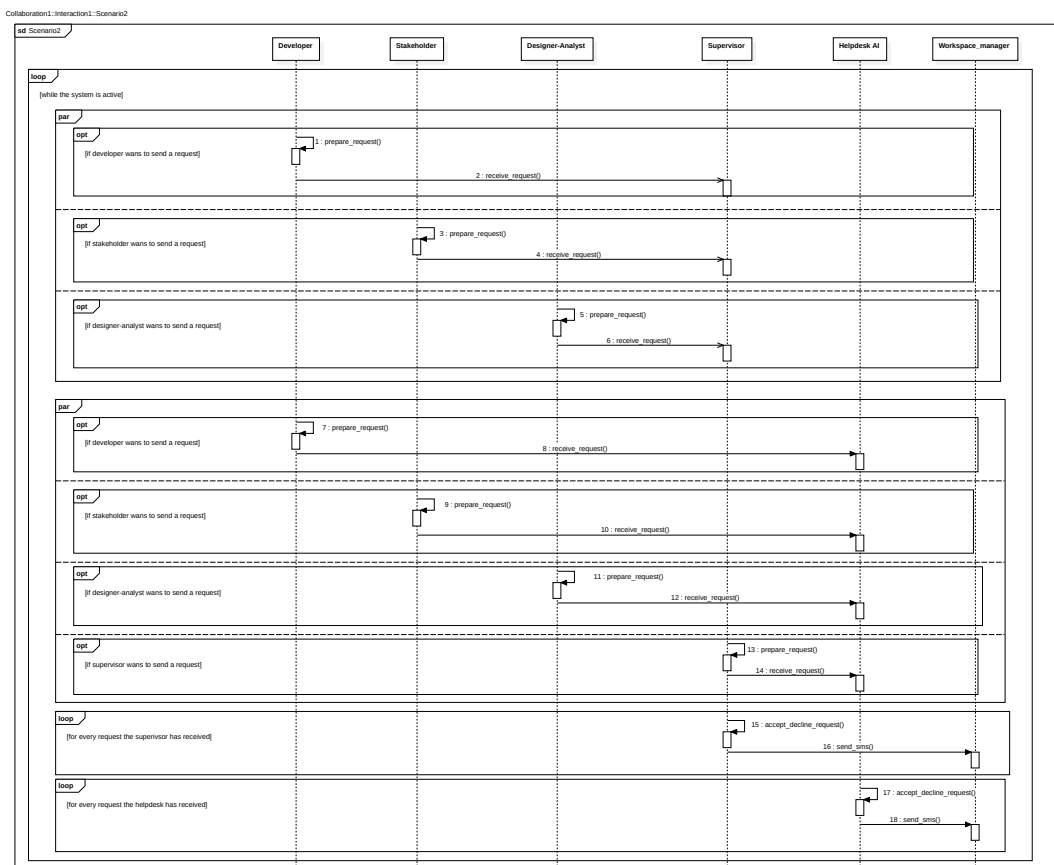 Collaboration1::Interaction1::Scenario2
sd Scenario2
Developer
Stakeholder
Designer-Analyst
Supervisor
Helpdesk AI
Workspace_manager
loop
[while the system is active]
par
opt
1 : prepare_request()
[if developer wans to send a request]
2 : receive_request()
opt
3 : prepare_request()
[if stakeholder wans to send a request]
4 : receive_request()
opt
5 : prepare_request()
[if designer-analyst wans to send a request]
6 : receive_request()
par
opt
7 : prepare_request()
[if developer wans to send a request]
8 : receive_request()
opt
9 : prepare_request()
[if stakeholder wans to send a request]
10 : receive_request()
opt
11 : prepare_request()
[if designer-analyst wans to send a request]
12 : receive_request()
opt
13 : prepare_request()
[if supervisor wans to send a request]
14 : receive_request()
loop
15 : accept_decline_request()
[for every request the superivsor has received]
16 : send_sms()
loop
17 : accept_decline_request()
[for every request the helpdesk has received]
18 : send_sms()